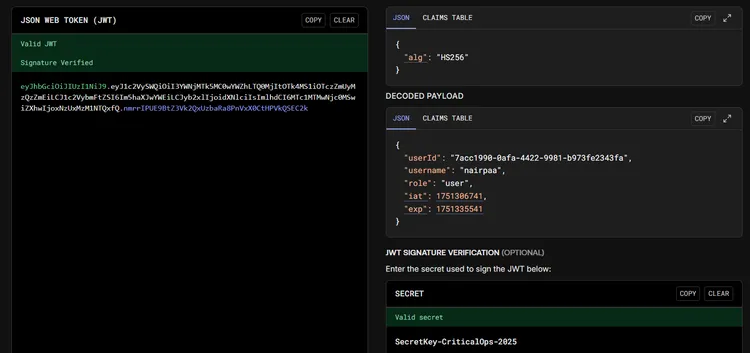 JSON WEB TOKEN (JWT)
COPY
CLEAR
Valid JWT
Signature Verified
JSON
CLAIMS TABLE
COPY
{
"alg": "HS256"
}
DECODED PAYLOAD
JSON
CLAIMS TABLE
COPY
{
"userId": "7acc1990-0afa-4422-9981-b973fe2343fa",
"username": "nairpaa",
"role": "user",
"iat": 1751306741,
"exp": 1751335541
}
JWT SIGNATURE VERIFICATION (OPTIONAL)
Enter the secret used to sign the JWT below:
SECRET
COPY
CLEAR
Valid secret
SecretKey-CriticalOps-2025